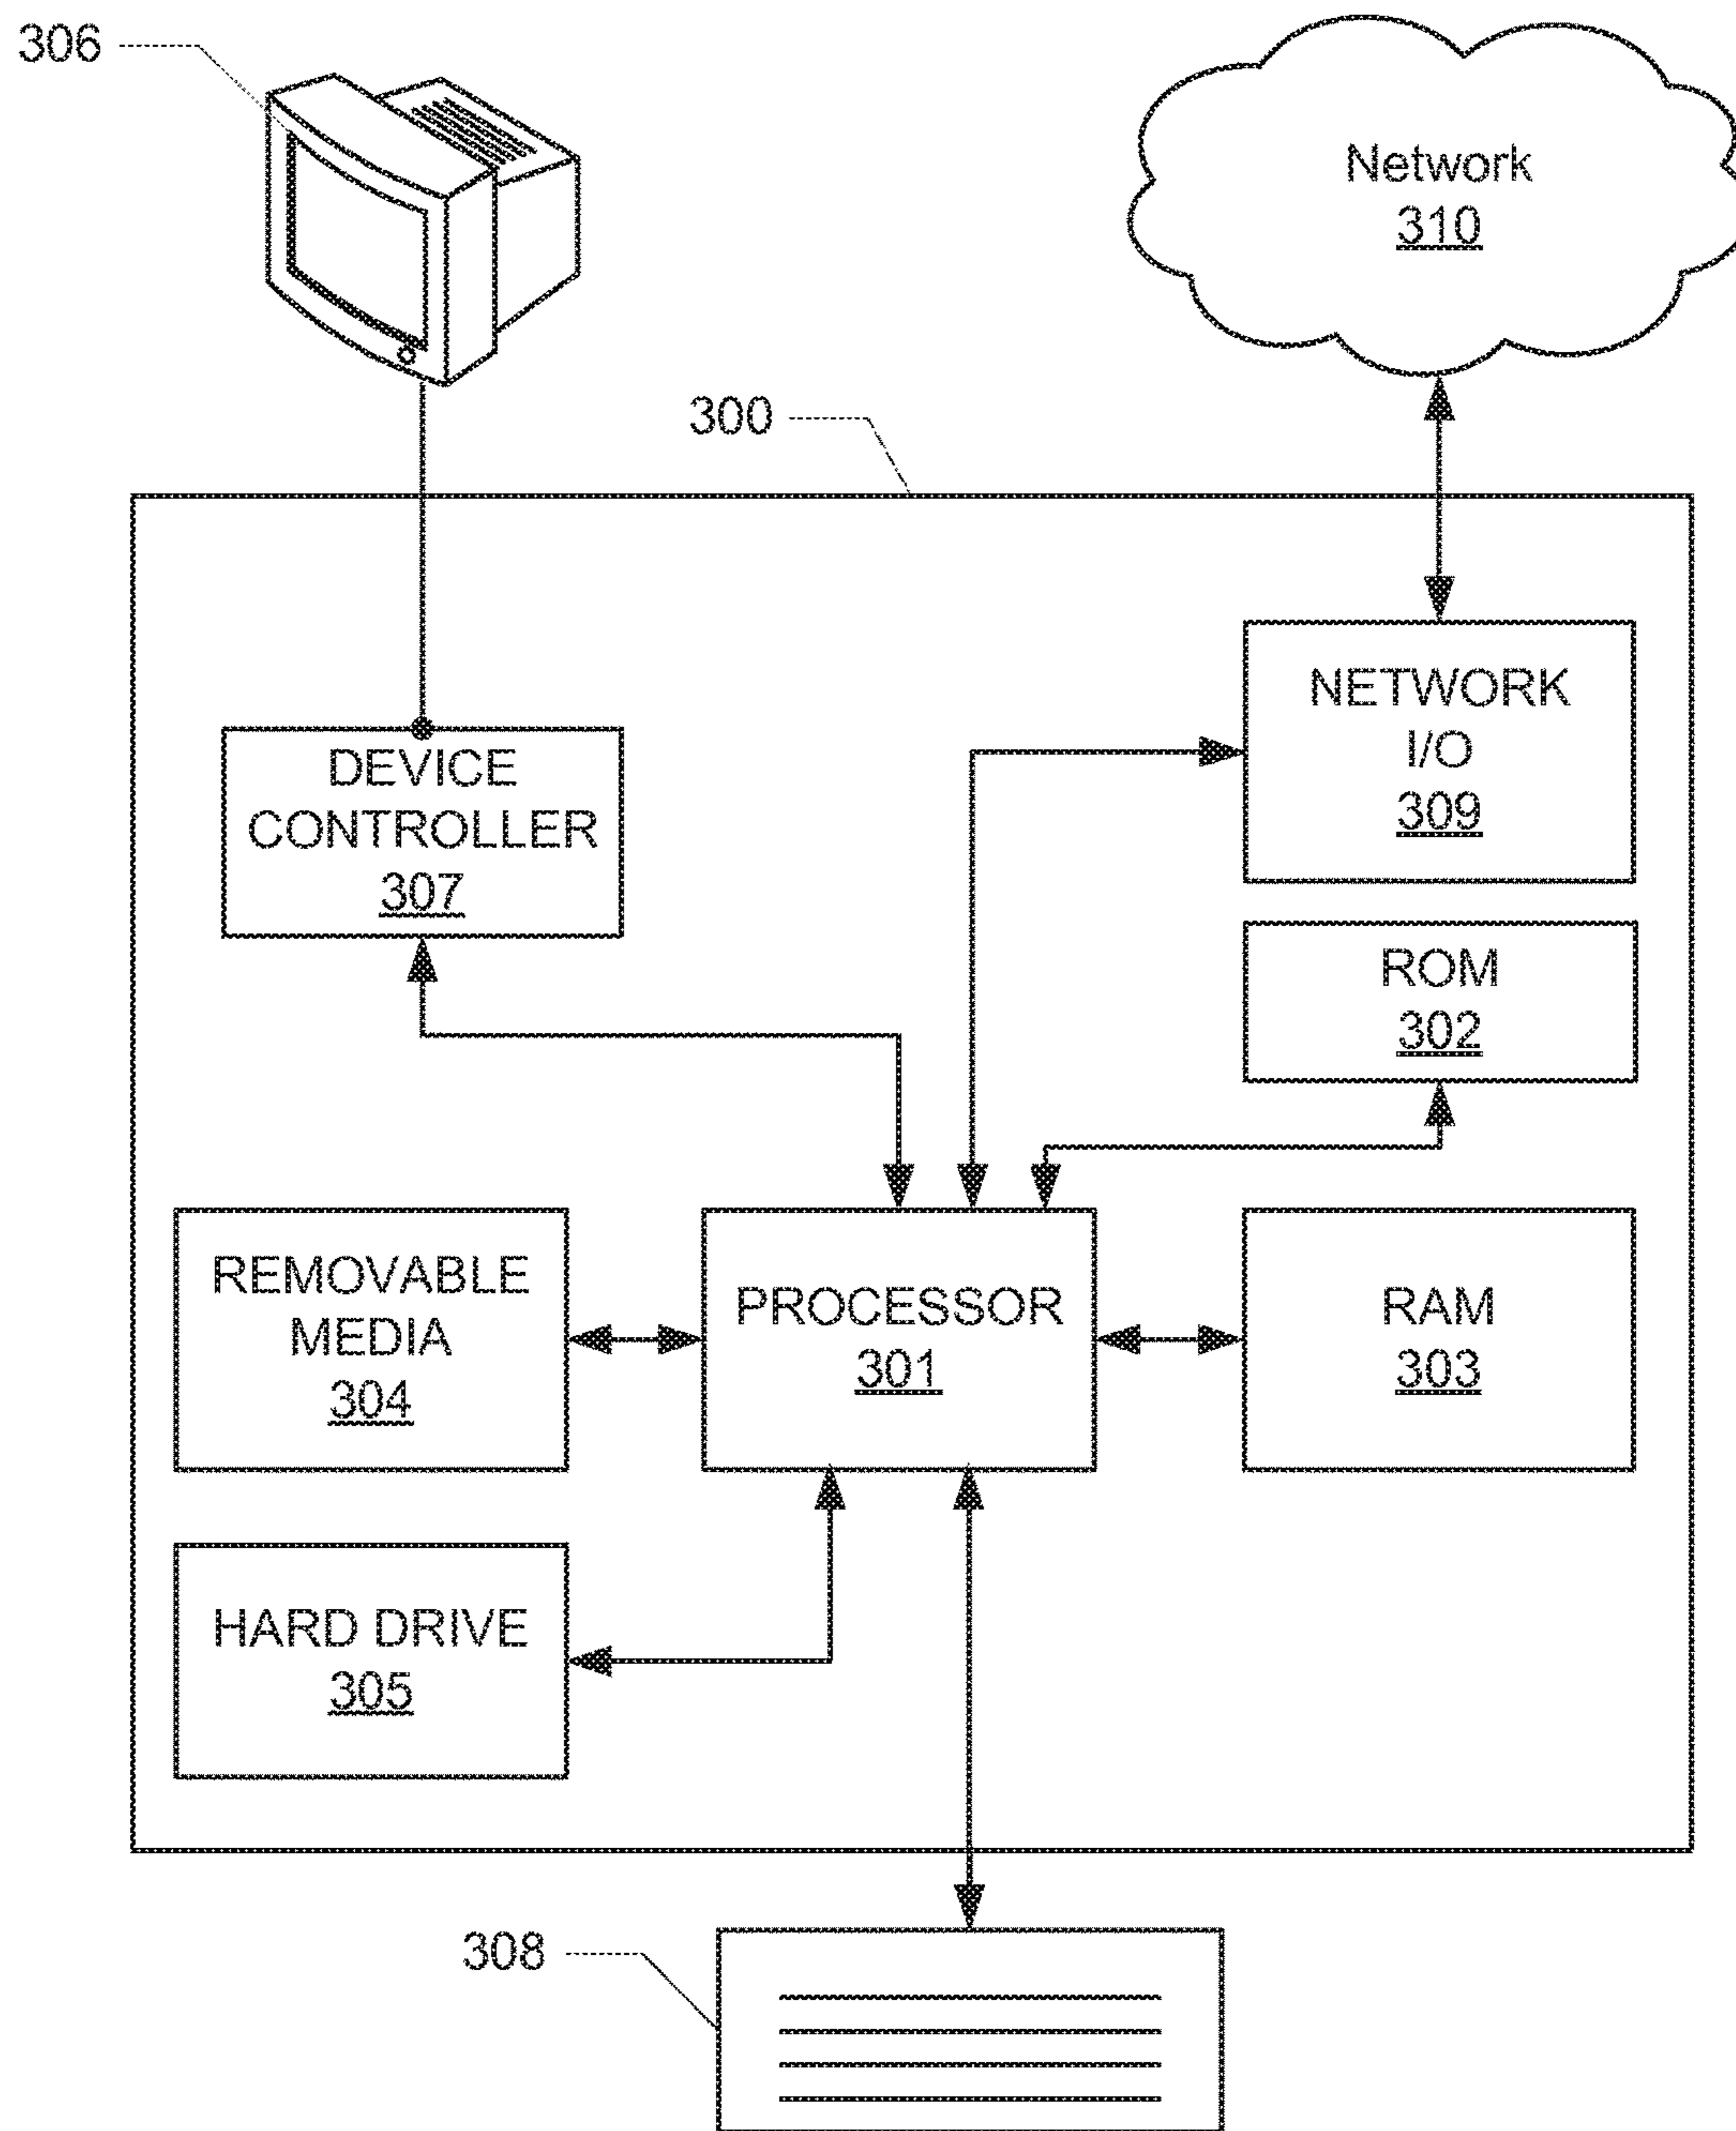 306
Network
310
300
NETWORK
I/O
309
DEVICE
CONTROLLER
307
ROM
302
REMOVABLE
MEDIA
304
PROCESSOR
301
RAM
303
HARD DRIVE
305
308